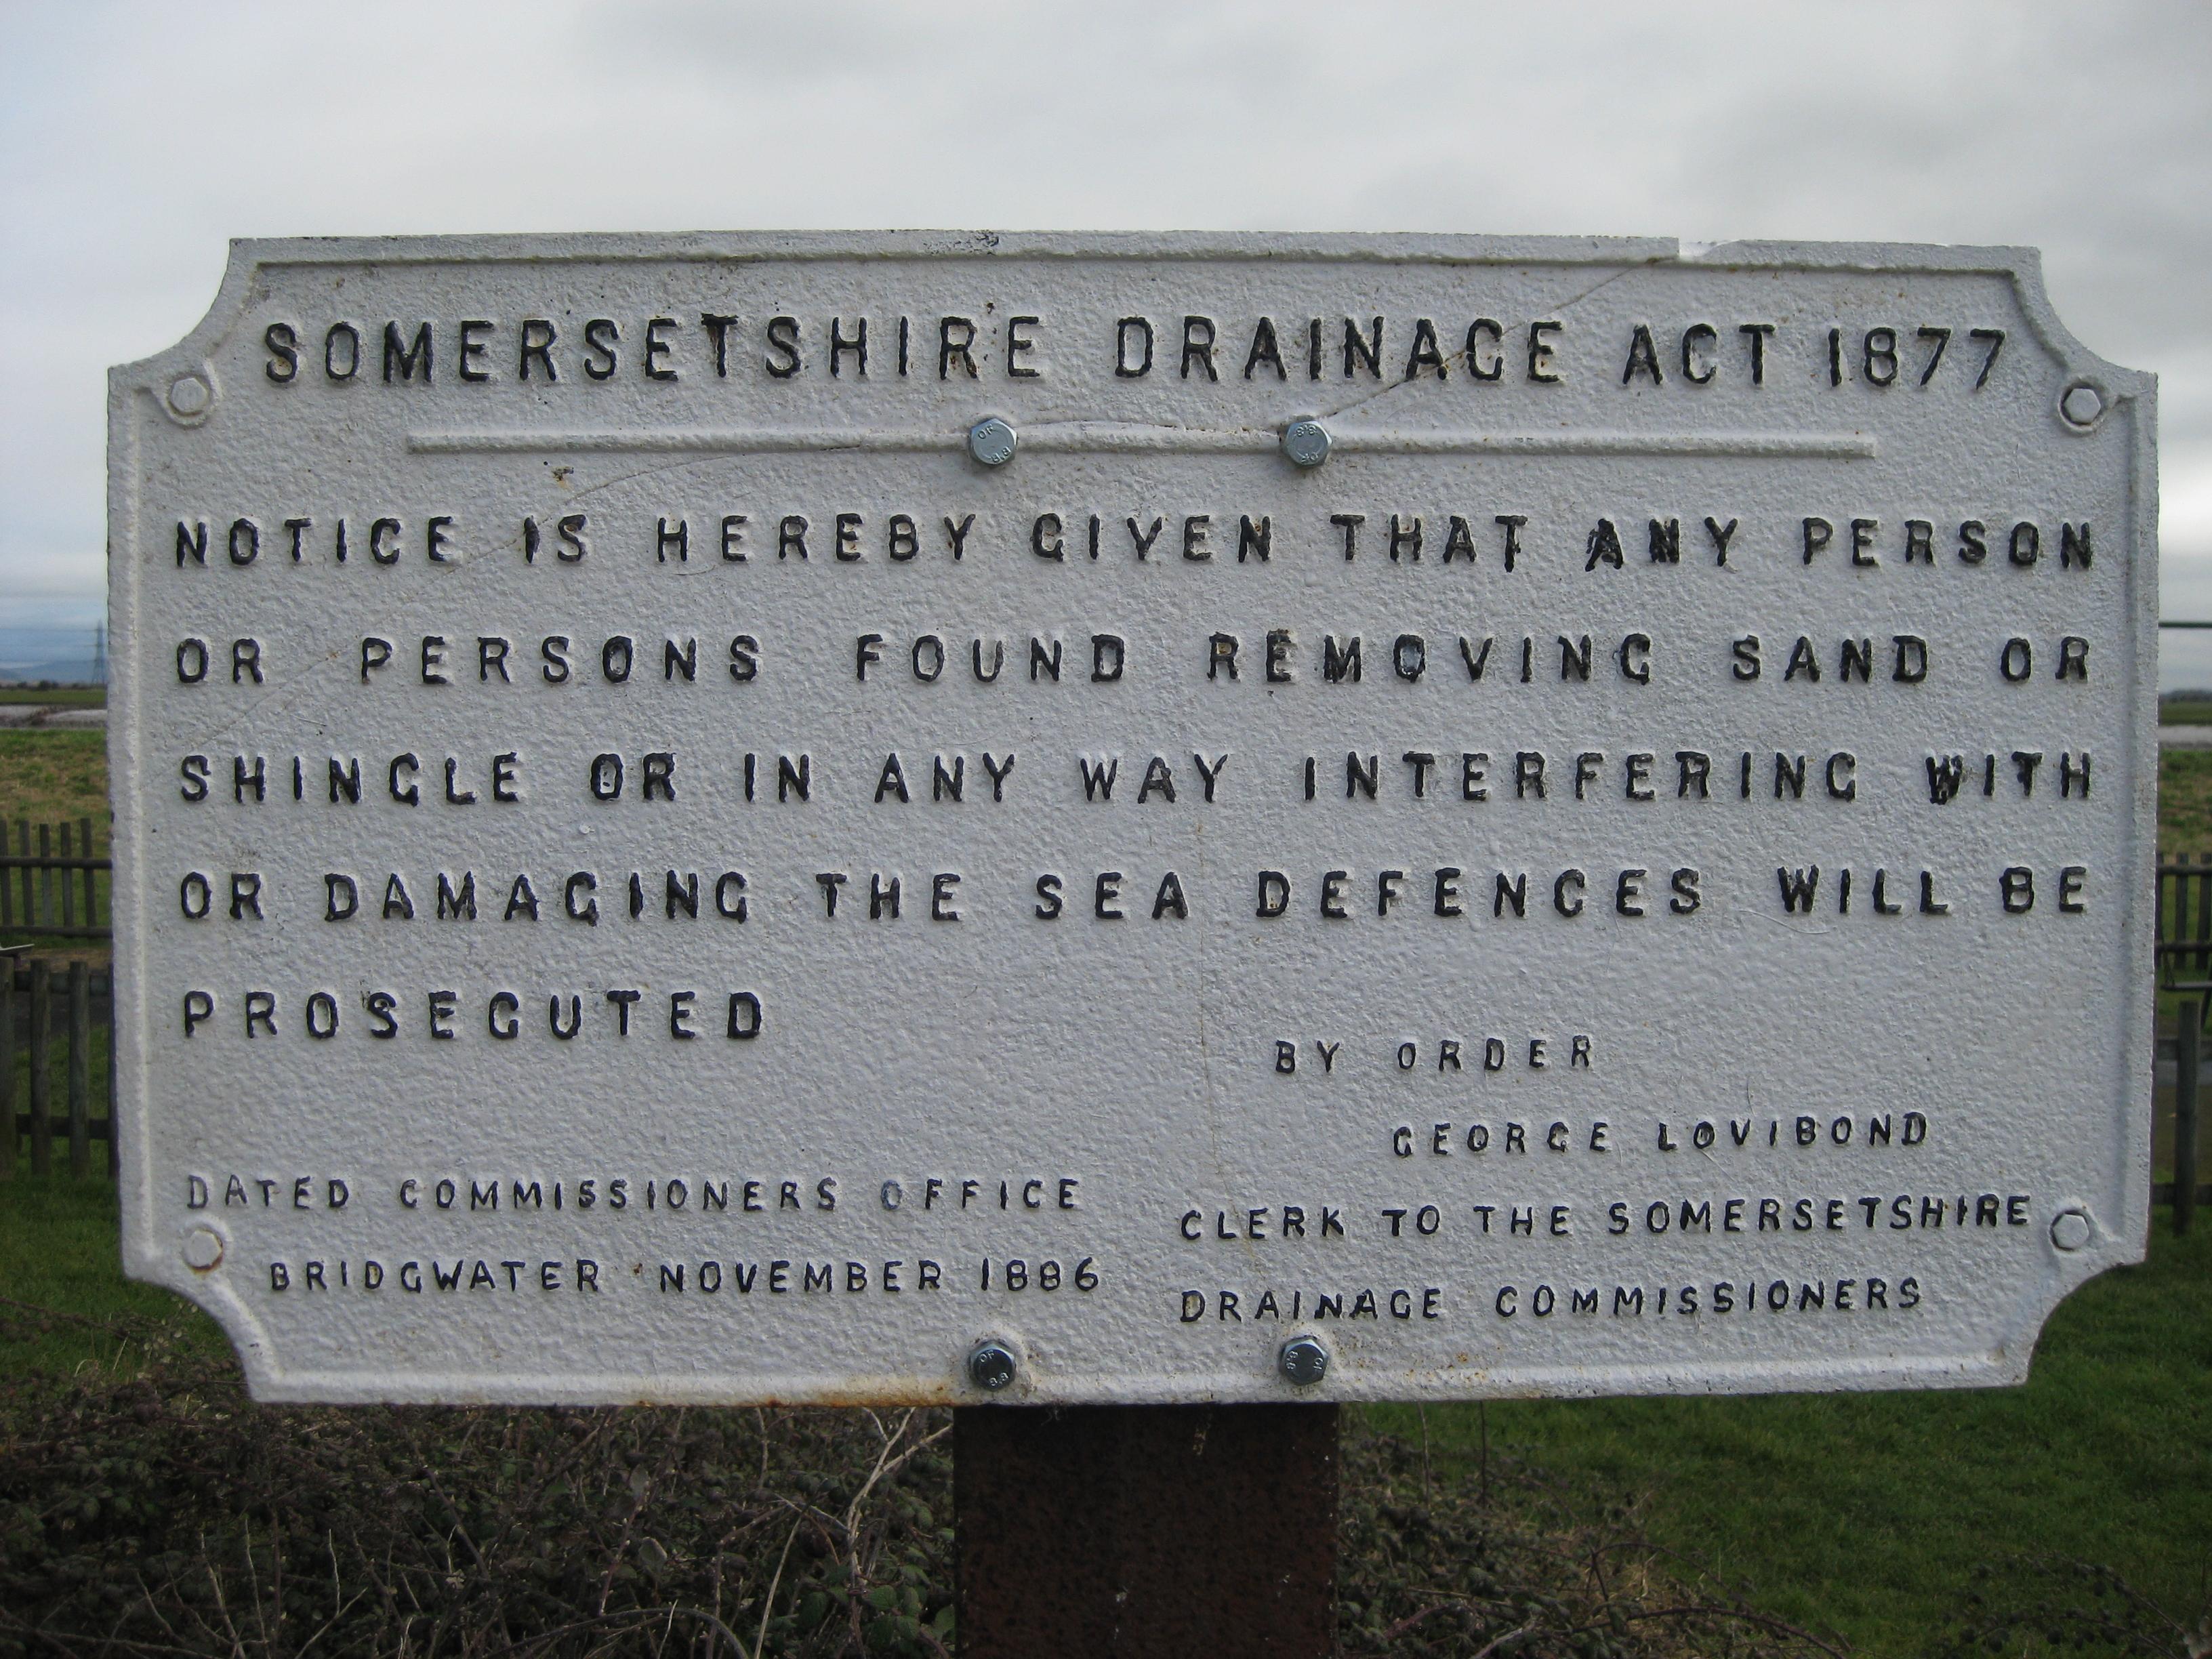 SOMERSETSHIRE DRAINAGE ACT 1877
NOTICE IS HEREBY GIVEN THAT ANY PERSON
OR PERSONS FOUND REMOVING SAND OR
SHINGLE OR IN ANY WAY INTERFERING WITH
OR DAMAGING THE SEA DEFENCES WILL BE
PROSECUTED
BY ORDER
GEORGE LOVIBOND
CLERK TO THE SOMERSETSHIRE
DRAINAGE COMMISSIONERS
DATED COMMISSIONERS OFFICE
BRIDGWATER NOVEMBER 1886